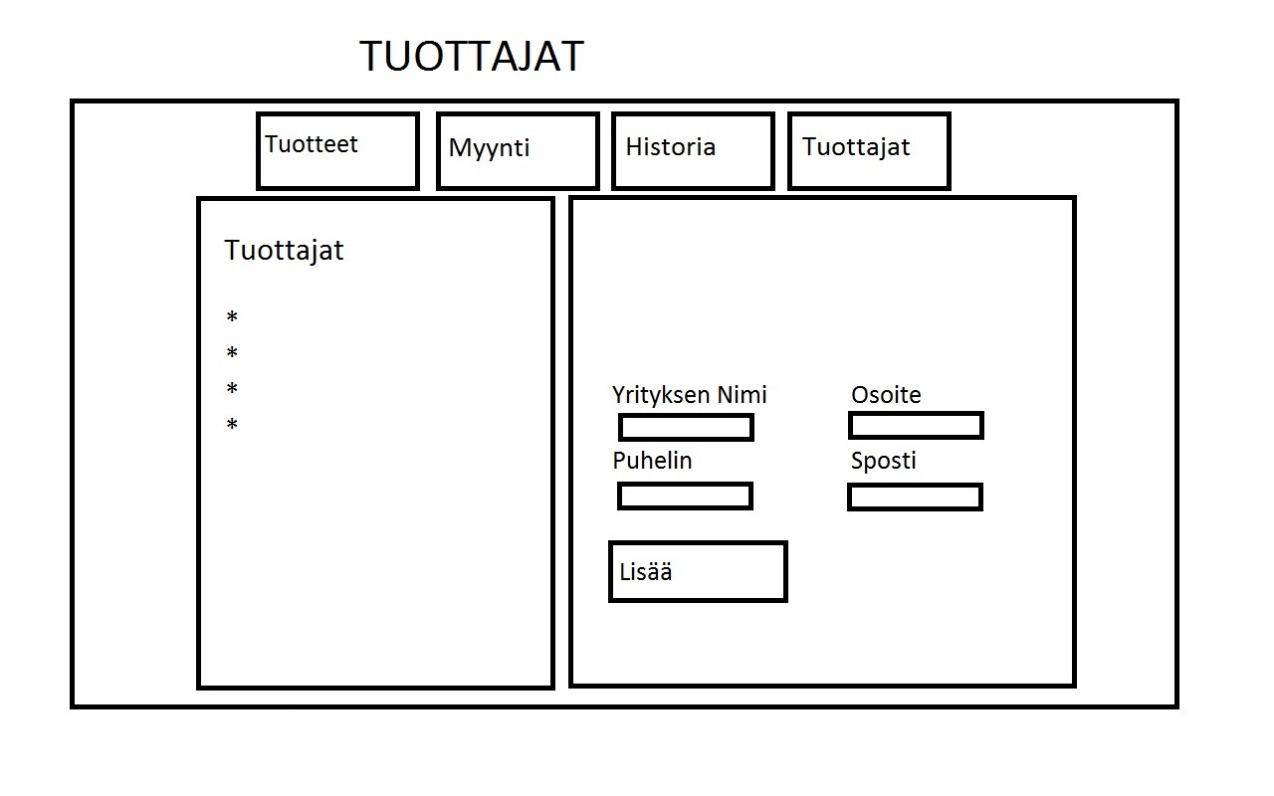 TUOTTAJAT
Tuotteet
Myynti
Historia
Tuottajat
Tuottajat
*
*
*
*
Yrityksen Nimi
Osoite
Puhelin
Sposti
Lisää